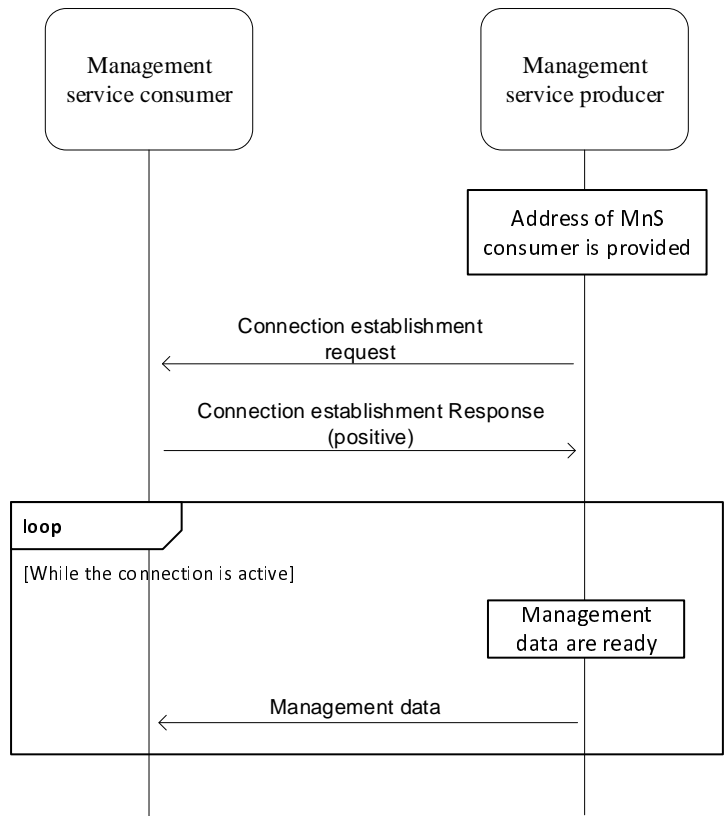 Management
service consumer
Management
service producer
Address of MnS
consumer is provided
Connection establishment
request
Connection establishment Response
(positive)
loop
[While the connection is active]
Management
data are ready
Management data